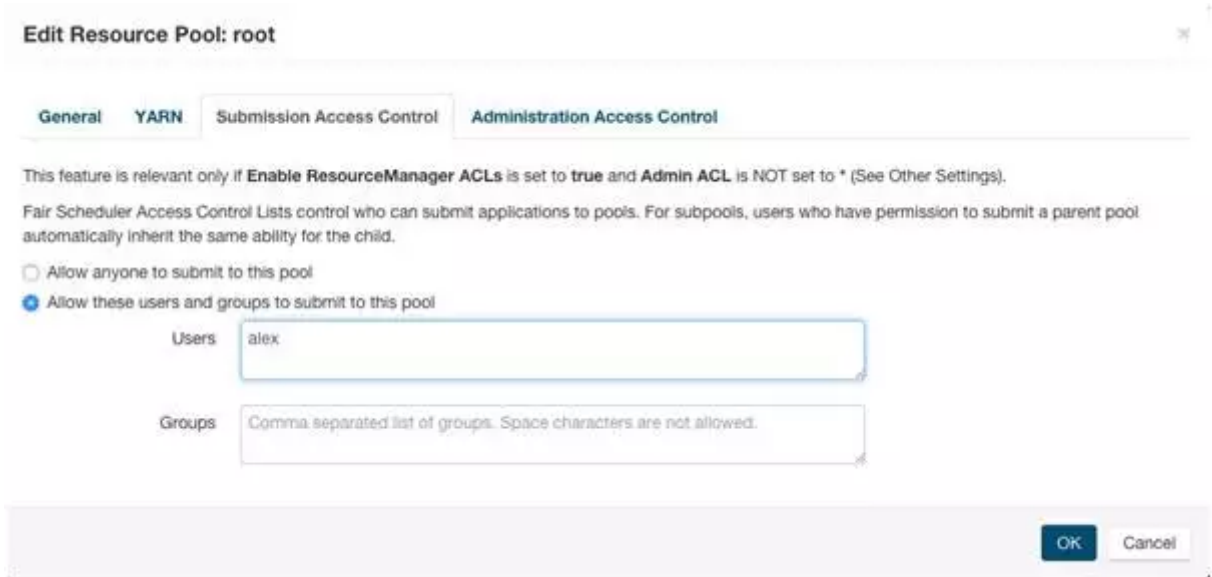 Edit Resource Pool: root
General YARN Submission Access Control Administration Access Control
This feature is relevant only if Enable ResourceManager ACLs is set to true and Admin ACL is NOT set to * (See Other Settings).
Fair Scheduler Access Control Lists control who can submit applications to pools. For subpools, users who have permission to submit a parent pool
automatically inherit the same ability for the child.
Allow anyone to submit to this pool
Allow these users and groups to submit to this pool
Users alex
Groups Comma separated list of groups. Space characters are not allowed.
OK Cancel